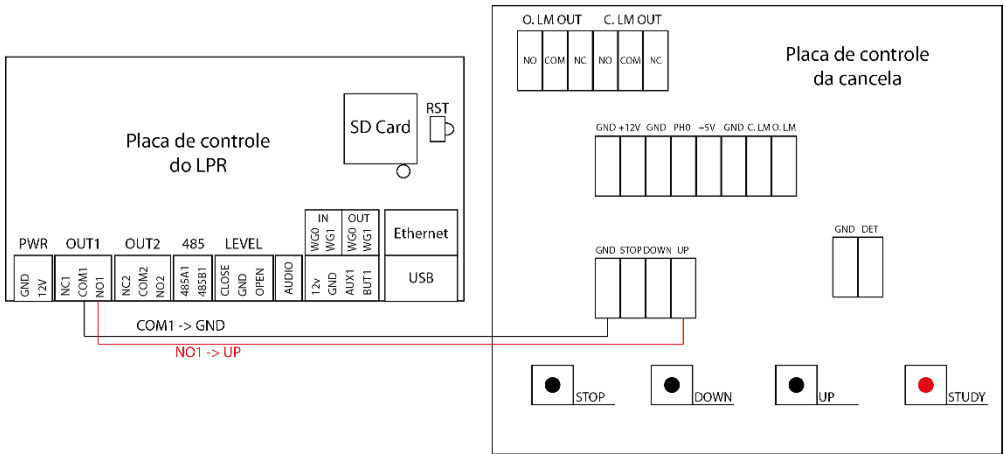 Placa de controle
do LPR
SD Card
RST
IN OUT
WG0 WG1 WG0 WG1
Ethernet
PWR OUT1 OUT2 485 LEVEL
GND 12V NC1 COM1 NO1 NC2 COM2 NO2 485A1 485B1 CLOSE GND OPEN AUDIO 12v GND AUX1 BUT1 USB
COM1 -> GND
NO1 -> UP
O. LM OUT C. LM OUT
NO COM NC NO COM NC
Placa de controle
da cancela
GND +12V GND PH0 +5V GND C. LM O. LM
GND DET
GND STOP DOWN UP
STOP DOWN UP STUDY